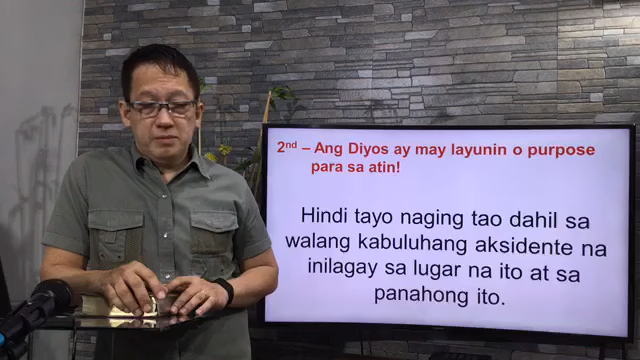 2nd – Ang Diyos ay may layunin o purpose
para sa atin!
Hindi tayo naging tao dahil sa
walang kabuluhang aksidente na
inilagay sa lugar na ito at sa
panahong ito.